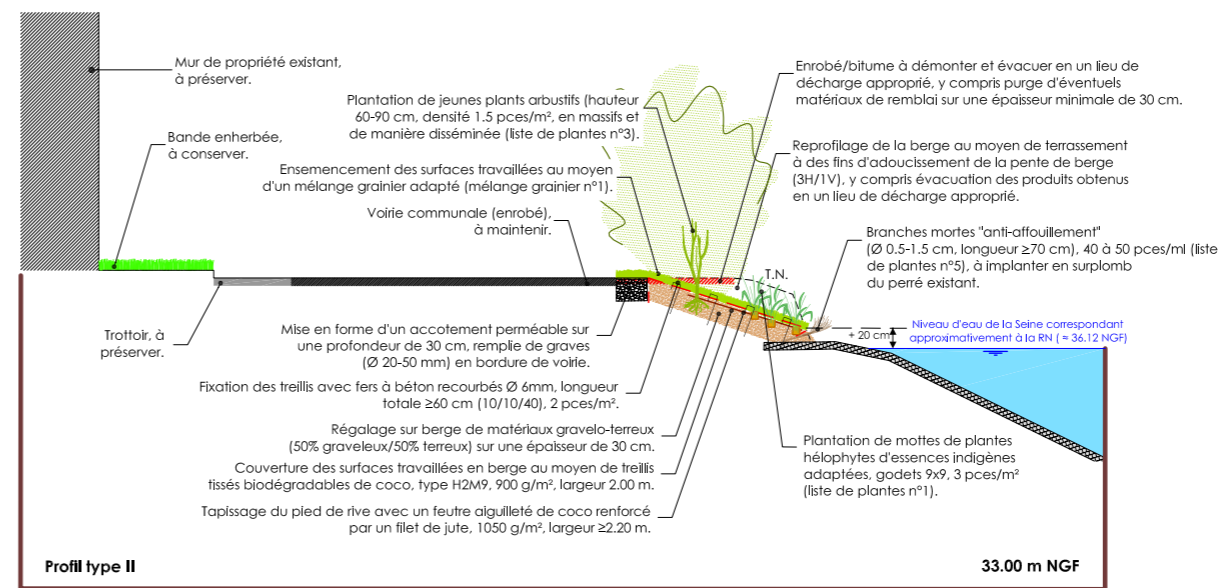 Mur de propriété existant,
à préserver.
Bande enherbée,
à conserver.
Plantation de jeunes plants arbustifs (hauteur
60-90 cm, densité 1.5 pces/m², en massifs et
de manière disséminée (liste de plantes n°3).
Ensemencement des surfaces travaillées au moyen
d'un mélange grainier adapté (mélange grainier n°1).
Voirie communale (enrobé),
à maintenir.
Enrobé/bitume à démonter et évacuer en un lieu de
décharge approprié, y compris purge d'éventuels
matériaux de remblai sur une épaisseur minimale de 30 cm.
Reprofilage de la berge au moyen de terrassement
à des fins d'adoucissement de la pente de berge
(3H/1V), y compris évacuation des produits obtenus
en un lieu de décharge approprié.
Branches mortes "anti-affouillement"
(Ø 0.5-1.5 cm, longueur ≥70 cm), 40 à 50 pces/ml (liste
de plantes n°5), à implanter en surplomb
du perré existant.
T.N.
Niveau d'eau de la Seine correspondant
approximativement à la RN ( ≈ 36.12 NGF)
+ 20 cm
Trottoir, à
préserver.
Mise en forme d'un accotement perméable sur
une profondeur de 30 cm, remplie de graves
(Ø 20-50 mm) en bordure de voirie.
Fixation des treillis avec fers à béton recourbés Ø 6mm, longueur
totale ≥60 cm (10/10/40), 2 pces/m².
Régalage sur berge de matériaux gravelo-terreux
(50% graveleux/50% terreux) sur une épaisseur de 30 cm.
Couverture des surfaces travaillées en berge au moyen de treillis
tissés biodégradables de coco, type H2M9, 900 g/m², largeur 2.00 m.
Tapissage du pied de rive avec un feutre aiguilleté de coco renforcé
par un filet de jute, 1050 g/m², largeur ≥2.20 m.
Plantation de mottes de plantes
hélophytes d'essences indigènes
adaptées, godets 9x9, 3 pces/m²
(liste de plantes n°1).
Profil type II
33.00 m NGF